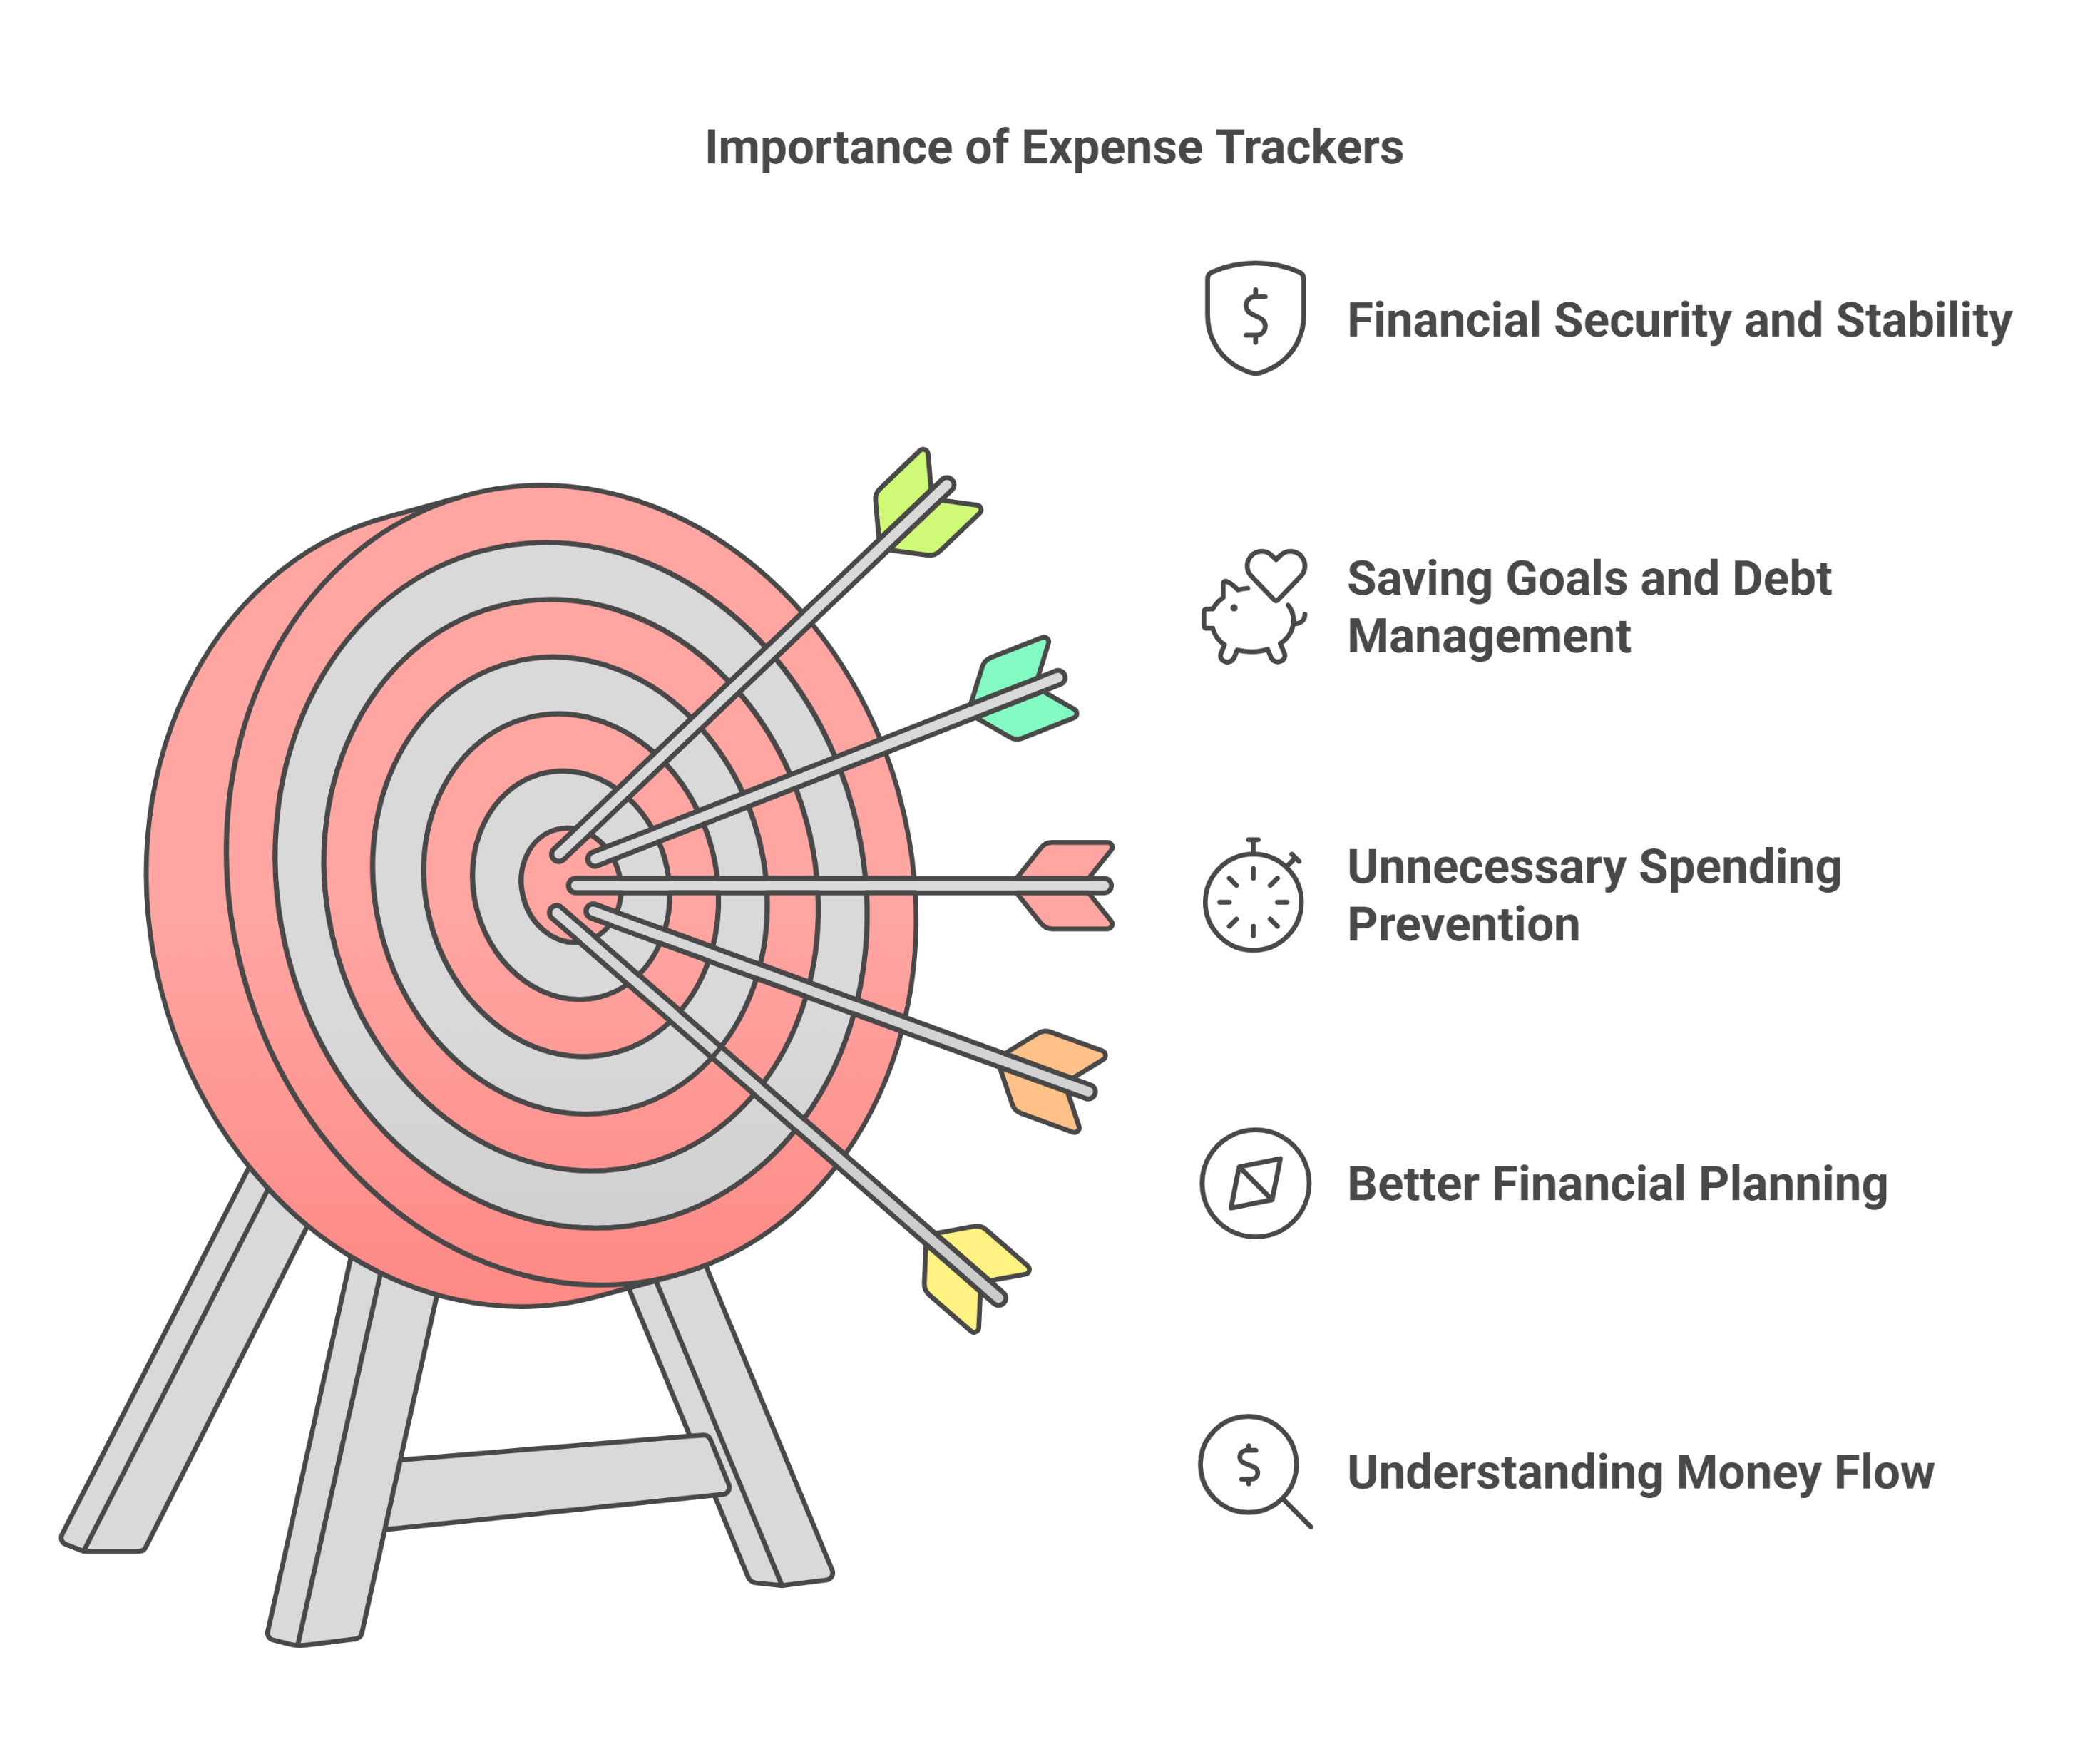 Importance of Expense Trackers
Financial Security and Stability
Saving Goals and Debt
Management
Unnecessary Spending
Prevention
Better Financial Planning
Understanding Money Flow